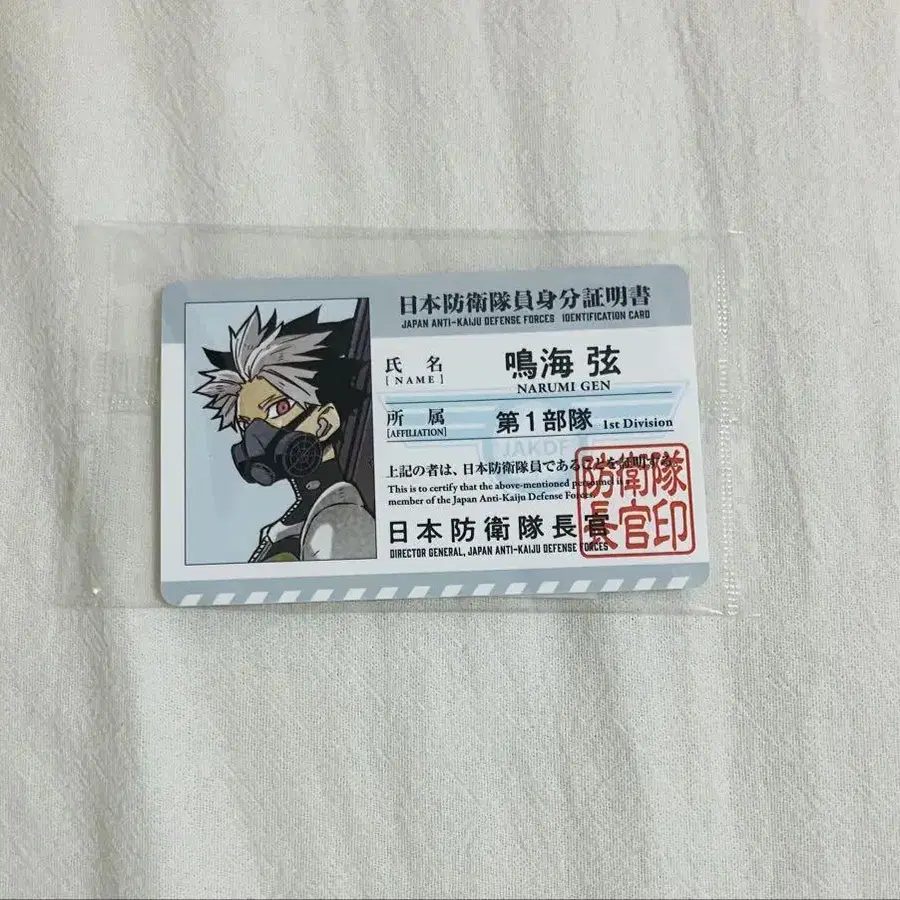 日本防衛隊員身分証明書
JAPAN ANTI-KAIJU DEFENSE FORCES IDENTIFICATION CARD
氏 名 鳴海 弦
[ NAME ] NARUMI GEN
所 属 第1部隊 1st Division
[AFFILIATION]
JAKDF
上記の者は、日本防衛隊員であることを証明する
This is to certify that the above-mentioned personnel is a
member of the Japan Anti-Kaiju Defense Forces.
日本防衛隊長官
DIRECTOR GENERAL, JAPAN ANTI-KAIJU DEFENSE FORCES
防衛隊
長官印